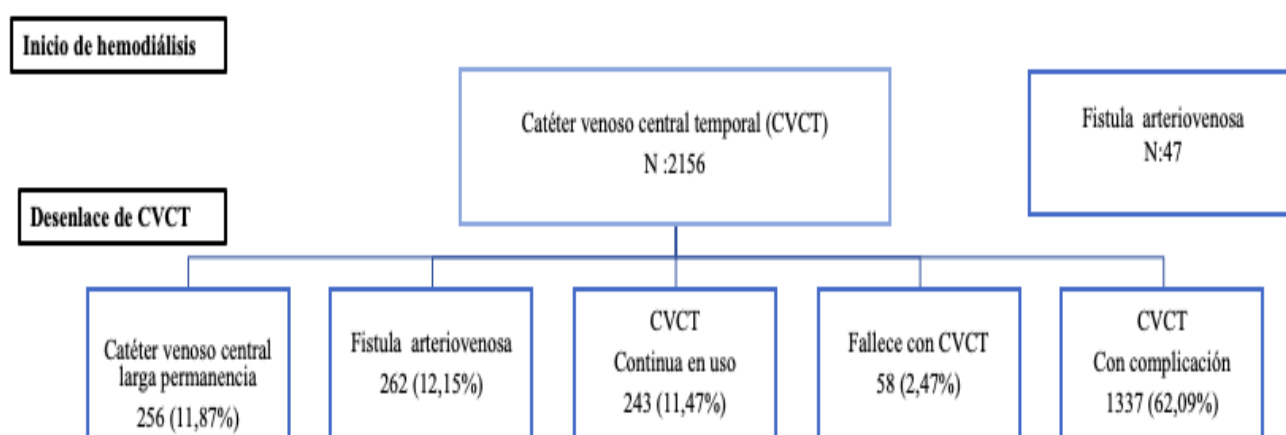 Inicio de hemodiálisis
Catéter venoso central temporal (CVCT)
N :2156
Fistula arteriovenosa
N:47
Desenlace de CVCT
Catéter venoso central
larga permanencia
256 (11,87%)
Fistula arteriovenosa
262 (12,15%)
CVCT
Continua en uso
243 (11,47%)
Fallece con CVCT
58 (2,47%)
CVCT
Con complicación
1337 (62,09%)